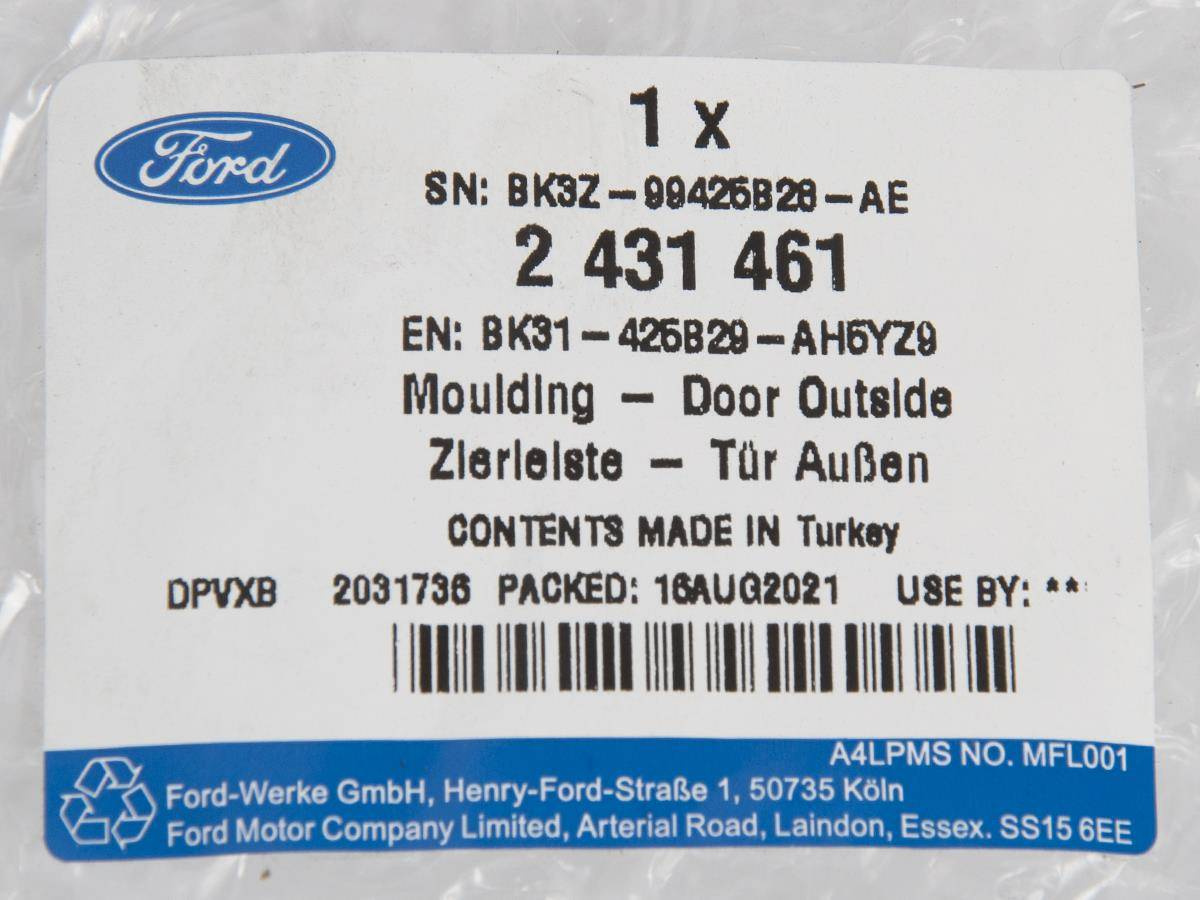 Ford
1 x
SN: BK3Z-99425B28-AE
2 431 461
EN: BK31-425B29-AH5YZ9
Moulding - Door Outside
Zierleiste - Tür Außen
CONTENTS MADE IN Turkey
DPVXB 2031736 PACKED: 16AUG2021 USE BY: **
A4LPMS NO. MFL001
Ford-Werke GmbH, Henry-Ford-Straße 1, 50735 Köln
Ford Motor Company Limited, Arterial Road, Laindon, Essex. SS15 6EE